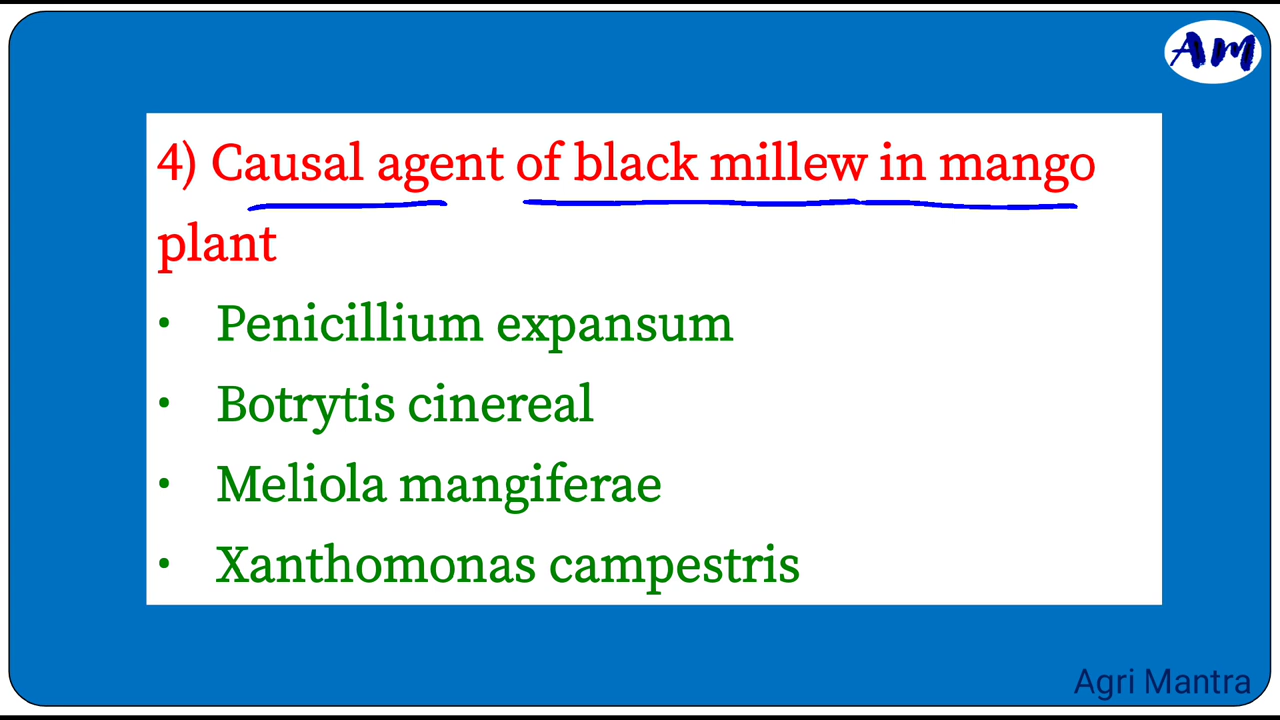 AM
4) Causal agent of black millew in mango
plant
• Penicillium expansum
• Botrytis cinereal
• Meliola mangiferae
• Xanthomonas campestris
Agri Mantra